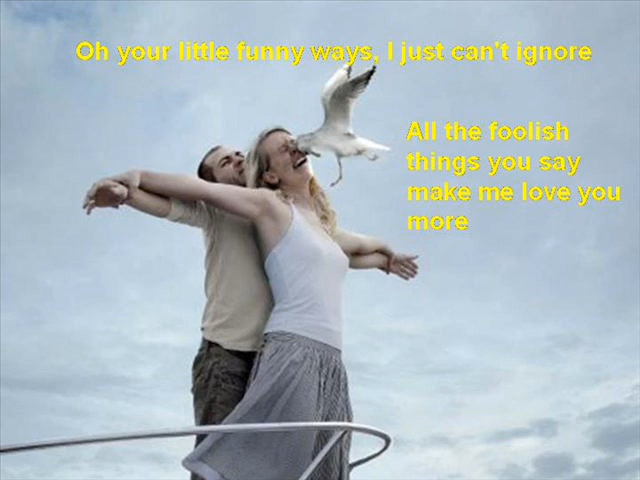 Oh your little funny ways, I just can't ignore
All the foolish
things you say
make me love you
more